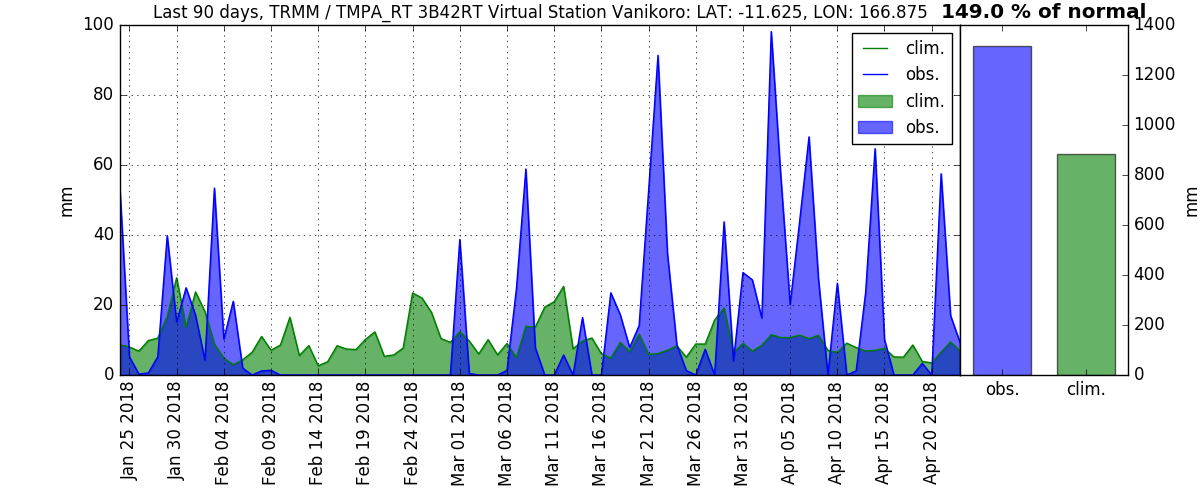 Last 90 days, TRMM / TMPA_RT 3B42RT Virtual Station Vanikoro: LAT: -11.625, LON: 166.875 149.0 % of normal
100
80
60
40
20
0
mm
clim.
obs.
clim.
obs.
1400
1200
1000
800
600
400
200
0
mm
Jan 25 2018
Jan 30 2018
Feb 04 2018
Feb 09 2018
Feb 14 2018
Feb 19 2018
Feb 24 2018
Mar 01 2018
Mar 06 2018
Mar 11 2018
Mar 16 2018
Mar 21 2018
Mar 26 2018
Mar 31 2018
Apr 05 2018
Apr 10 2018
Apr 15 2018
Apr 20 2018
obs.
clim.